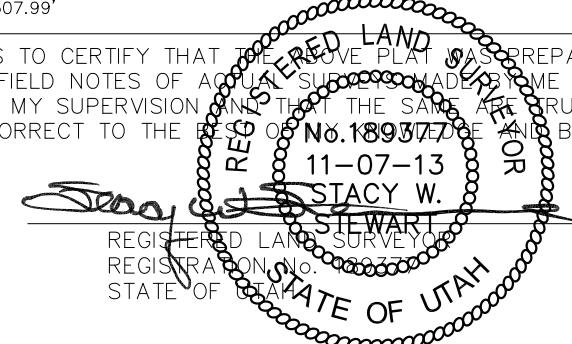 507.99'
S TO CERTIFY THAT THE ABOVE PLAT WAS PREPA
FIELD NOTES OF ACTUAL SURVEYS MADE BY ME
MY SUPERVISION AND THAT THE SAME ARE TRU
ORRECT TO THE BEST OF MY KNOWLEDGE AND B
REGISTERED LAND SURVEYOR
No.189377
11-07-13
STACY W.
STEWART
STATE OF UTAH
REGISTERED LAND SURVEYOR
REGISTRATION No. 189377
STATE OF UTAH